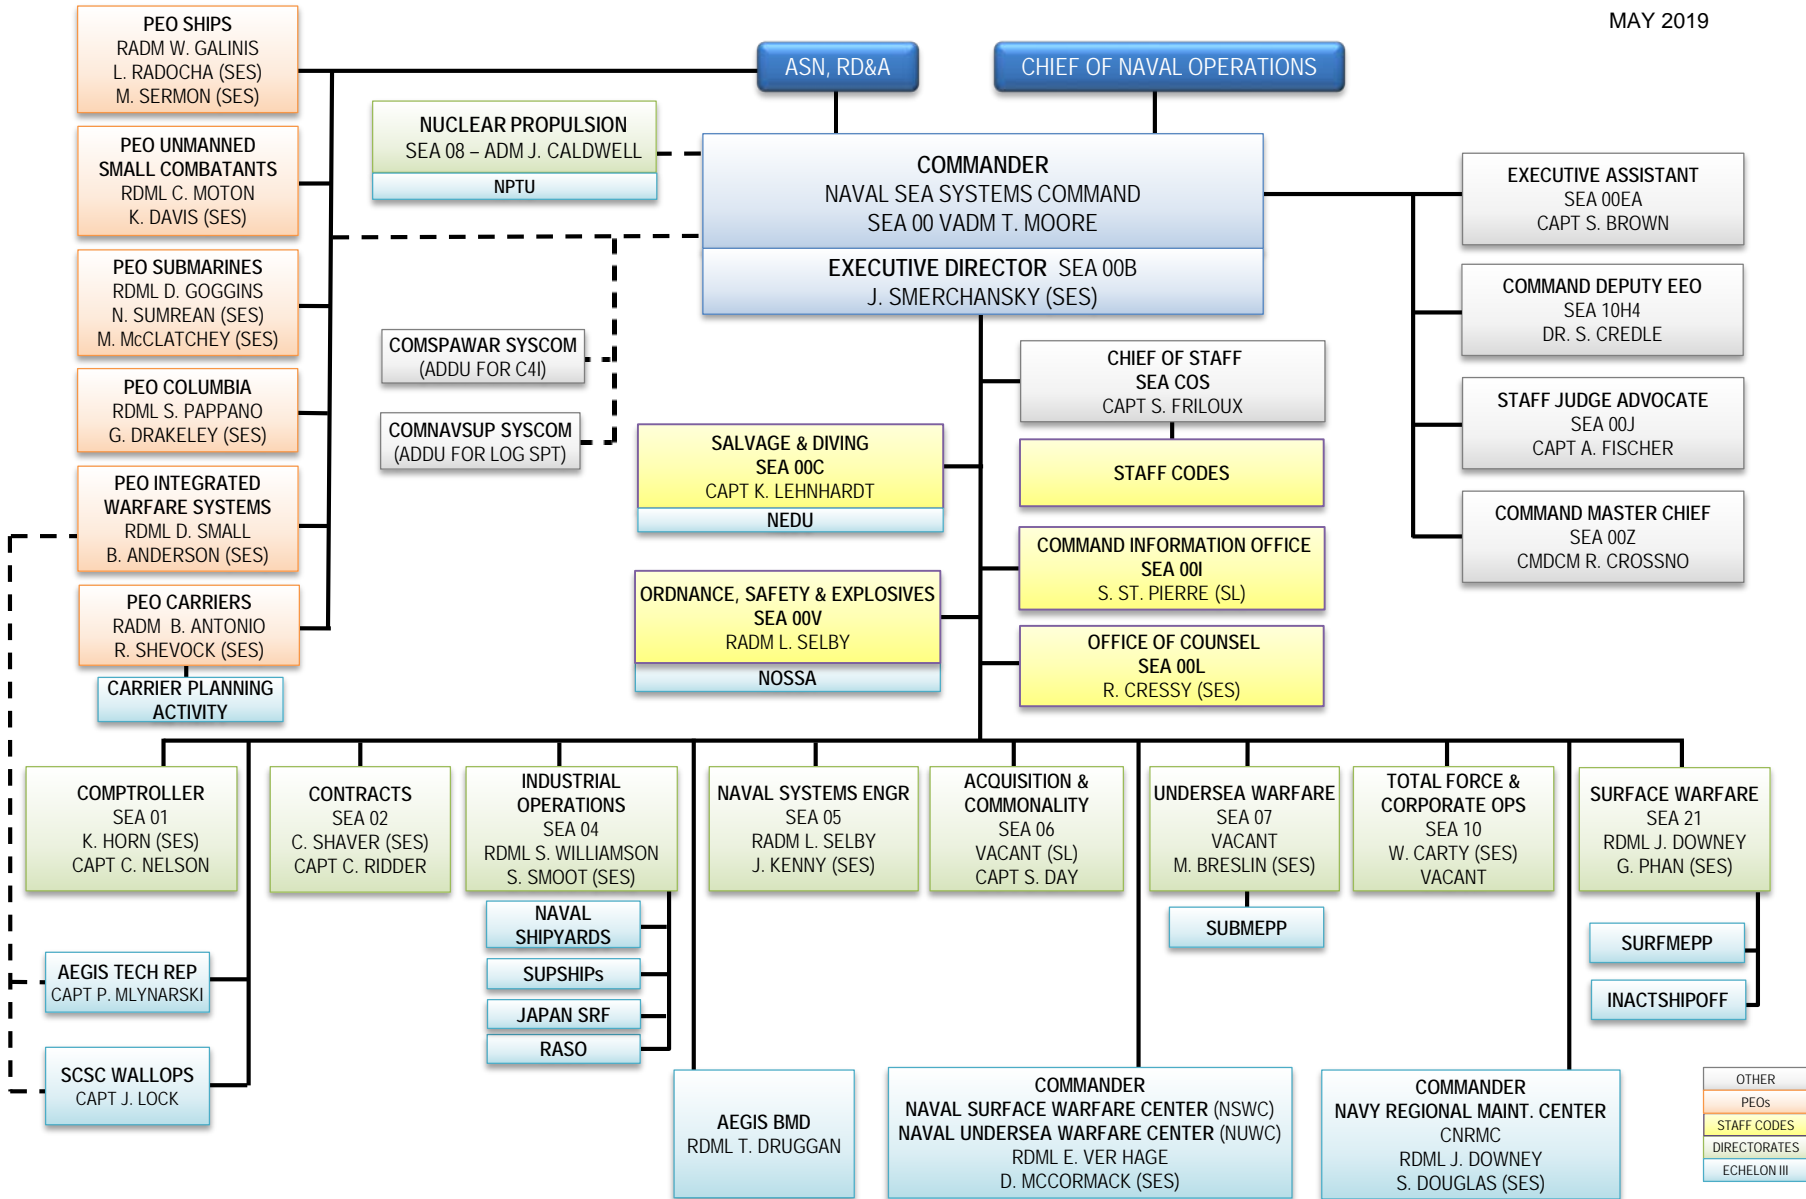 MAY 2019
PEO SHIPS
RADM W. GALINIS
L. RADOCHA (SES)
M. SERMON (SES)
ASN, RD&A
CHIEF OF NAVAL OPERATIONS
NUCLEAR PROPULSION
SEA 08 – ADM J. CALDWELL
NPTU
COMMANDER
NAVAL SEA SYSTEMS COMMAND
SEA 00 VADM T. MOORE
EXECUTIVE DIRECTOR SEA 00B
J. SMERCHANSKY (SES)
PEO UNMANNED
SMALL COMBATANTS
RDML C. MOTON
K. DAVIS (SES)
PEO SUBMARINES
RDML D. GOGGINS
N. SUMREAN (SES)
M. McCLATCHEY (SES)
PEO COLUMBIA
RDML S. PAPPANO
G. DRAKELEY (SES)
PEO INTEGRATED
WARFARE SYSTEMS
RDML D. SMALL
B. ANDERSON (SES)
PEO CARRIERS
RADM B. ANTONIO
R. SHEVOCK (SES)
CARRIER PLANNING
ACTIVITY
COMSPAWAR SYSCOM
(ADDU FOR C4I)
COMNAVSUP SYSCOM
(ADDU FOR LOG SPT)
EXECUTIVE ASSISTANT
SEA 00EA
CAPT S. BROWN
COMMAND DEPUTY EEO
SEA 10H4
DR. S. CREDLE
STAFF JUDGE ADVOCATE
SEA 00J
CAPT A. FISCHER
COMMAND MASTER CHIEF
SEA 00Z
CMDCM R. CROSSNO
CHIEF OF STAFF
SEA COS
CAPT S. FRILOUX
STAFF CODES
SALVAGE & DIVING
SEA 00C
CAPT K. LEHNHARDT
NEDU
COMMAND INFORMATION OFFICE
SEA 00I
S. ST. PIERRE (SL)
ORDNANCE, SAFETY & EXPLOSIVES
SEA 00V
RADM L. SELBY
NOSSA
OFFICE OF COUNSEL
SEA 00L
R. CRESSY (SES)
COMPTROLLER
SEA 01
K. HORN (SES)
CAPT C. NELSON
CONTRACTS
SEA 02
C. SHAVER (SES)
CAPT C. RIDDER
INDUSTRIAL
OPERATIONS
SEA 04
RDML S. WILLIAMSON
S. SMOOT (SES)
NAVAL SYSTEMS ENGR
SEA 05
RADM L. SELBY
J. KENNY (SES)
ACQUISITION &
COMMONALITY
SEA 06
VACANT (SL)
CAPT S. DAY
UNDERSEA WARFARE
SEA 07
VACANT
M. BRESLIN (SES)
TOTAL FORCE &
CORPORATE OPS
SEA 10
W. CARTY (SES)
VACANT
SURFACE WARFARE
SEA 21
RDML J. DOWNEY
G. PHAN (SES)
NAVAL
SHIPYARDS
SUPSHIPs
JAPAN SRF
RASO
SUBMEPP
SURFMEPP
INACTSHIPOFF
AEGIS TECH REP
CAPT P. MLYNARSKI
SCSC WALLOPS
CAPT J. LOCK
AEGIS BMD
RDML T. DRUGGAN
COMMANDER
NAVAL SURFACE WARFARE CENTER (NSWC)
NAVAL UNDERSEA WARFARE CENTER (NUWC)
RDML E. VER HAGE
D. MCCORMACK (SES)
COMMANDER
NAVY REGIONAL MAINT. CENTER
CNRMC
RDML J. DOWNEY
S. DOUGLAS (SES)
OTHER
PEOs
STAFF CODES
DIRECTORATES
ECHELON III